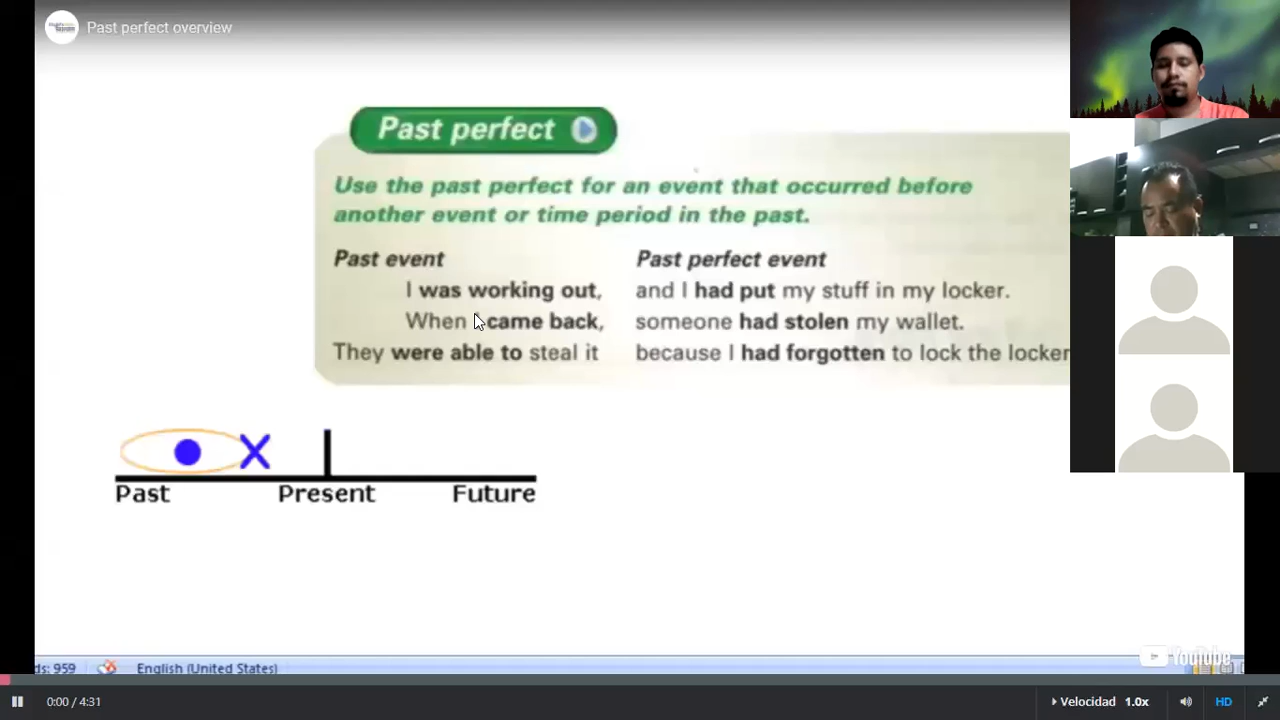 Past perfect overview
Past perfect
Use the past perfect for an event that occurred before
another event or time period in the past.
Past event Past perfect event
I was working out, and I had put my stuff in my locker.
When I came back, someone had stolen my wallet.
They were able to steal it because I had forgotten to lock the locker
Past Present Future
ds: 959 English (United States)
YouTube
0:00 / 4:31 Velocidad 1.0x HD